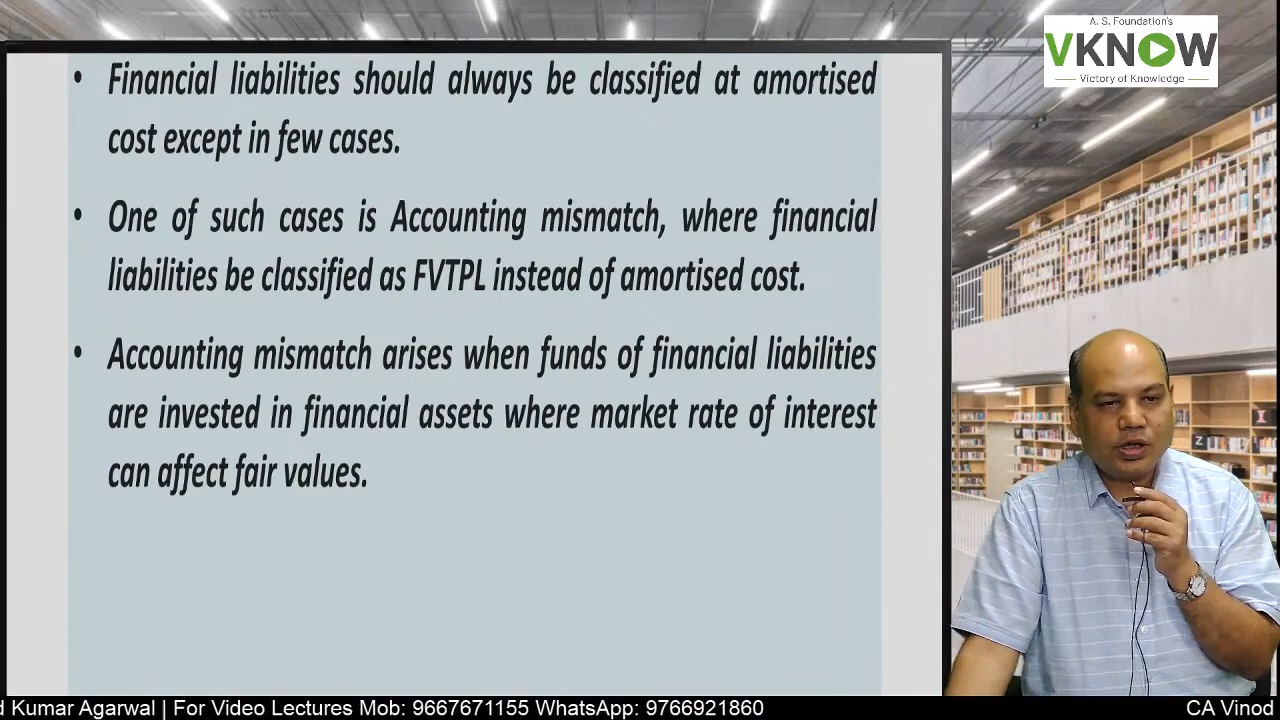 A. S. Foundation's
VKNOW
Victory of Knowledge
• Financial liabilities should always be classified at amortised
cost except in few cases.
• One of such cases is Accounting mismatch, where financial
liabilities be classified as FVTPL instead of amortised cost.
• Accounting mismatch arises when funds of financial liabilities
are invested in financial assets where market rate of interest
can affect fair values.
Z
d Kumar Agarwal | For Video Lectures Mob: 9667671155 WhatsApp: 9766921860
CA Vinod